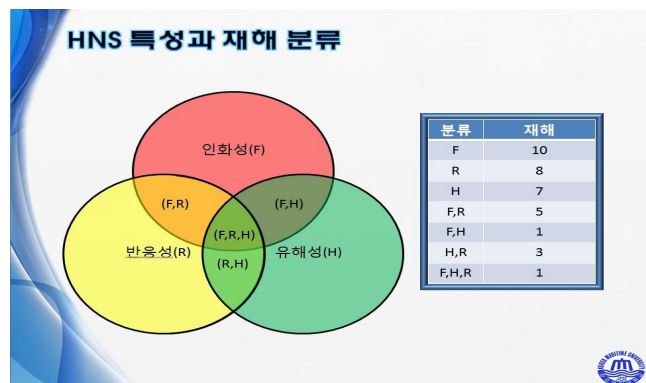 HNS 특성과 재해 분류
인화성(F)
(F,R)
(F,H)
(F,R,H)
반응성(R)
(R,H)
유해성(H)
분류 재해
F 10
R 8
H 7
F,R 5
F,H 1
H,R 3
F,H,R 1